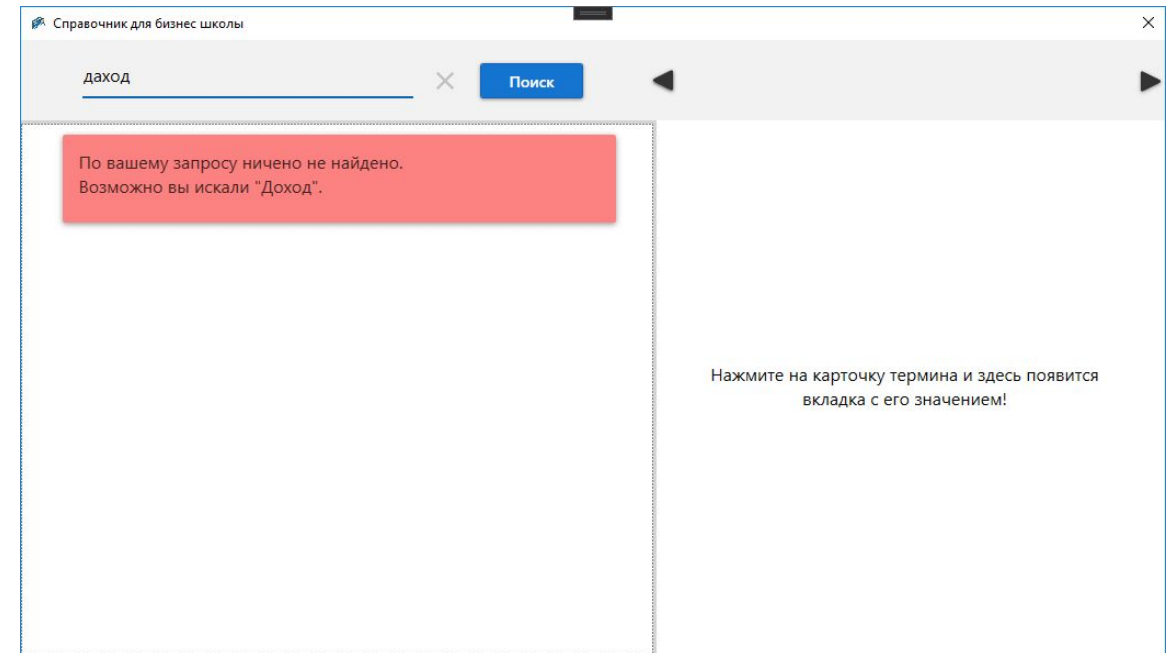 Справочник для бизнес школы
даход
Поиск
По вашему запросу ничено не найдено.
Возможно вы искали "Доход".
Нажмите на карточку термина и здесь появится
вкладка с его значением!